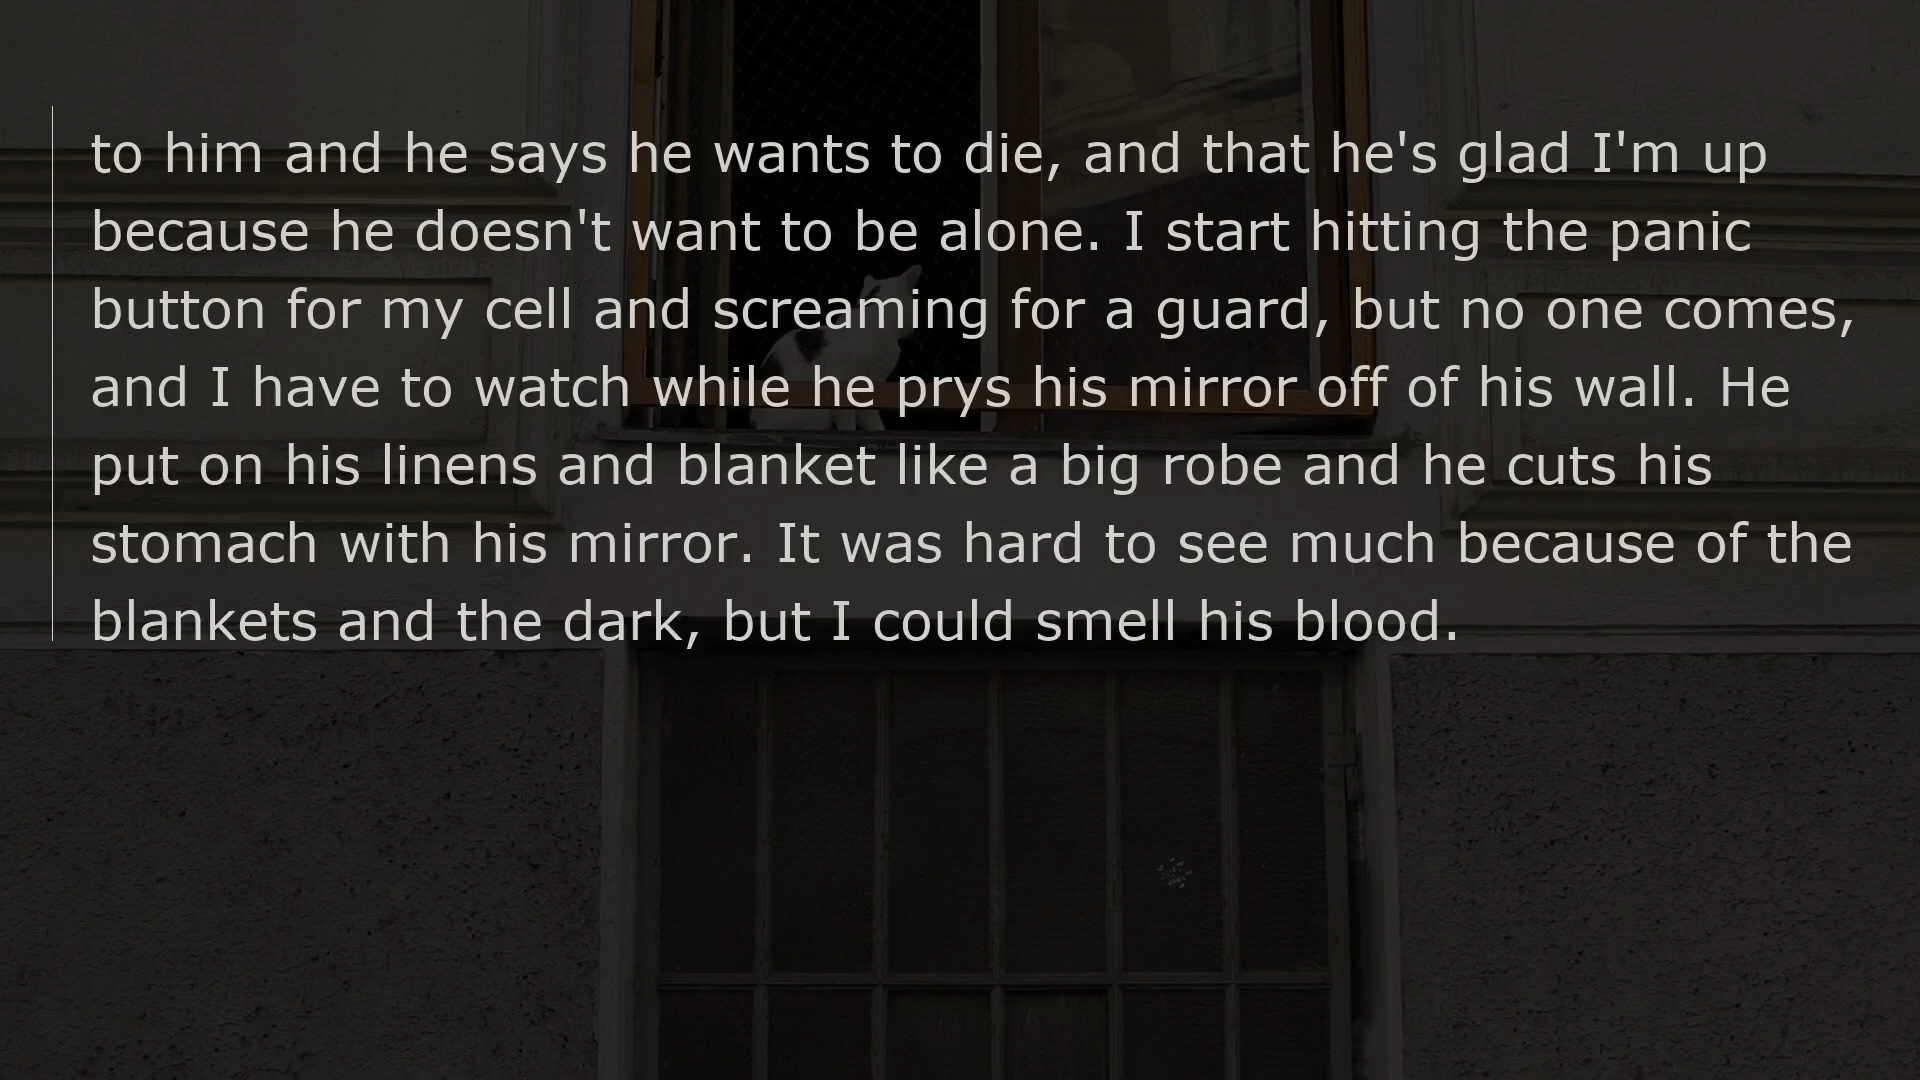 to him and he says he wants to die, and that he's glad I'm up
because he doesn't want to be alone. I start hitting the panic
button for my cell and screaming for a guard, but no one comes,
and I have to watch while he prys his mirror off of his wall. He
put on his linens and blanket like a big robe and he cuts his
stomach with his mirror. It was hard to see much because of the
blankets and the dark, but I could smell his blood.